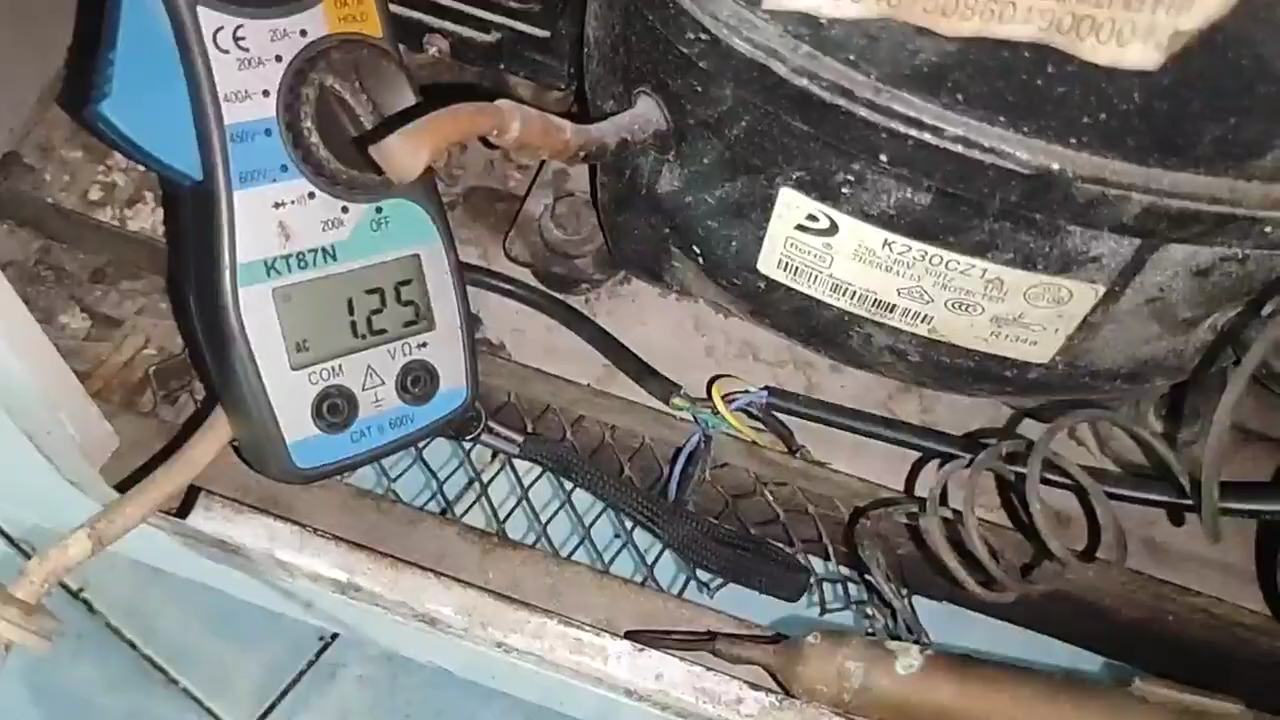 DATA
HOLD
CE
20A~
200A~
400A~
450V~
600V⎓
200k
OFF
KT87N
1.25
AC
COM
VΩ
CAT II 600V
K230CZ1
220-240V 50Hz
THERMALLY PROTECTED
RoHS
CCC
R134a